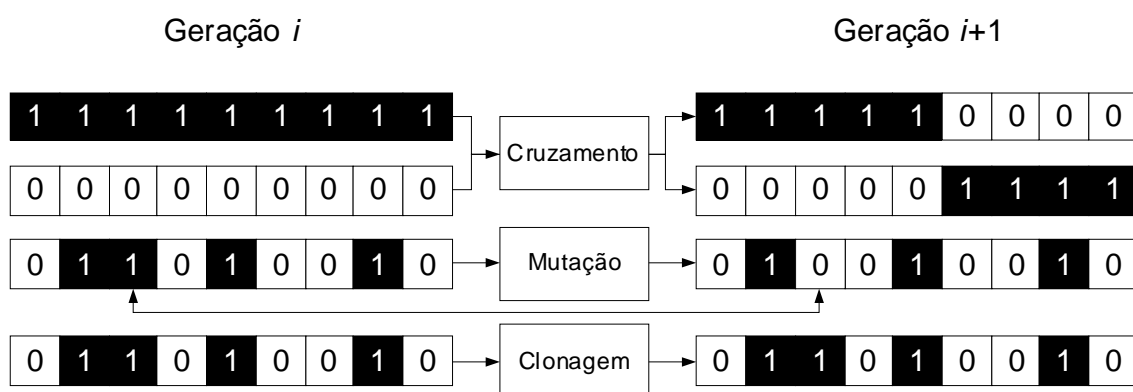 Geração i Geração i+1
1 1 1 1 1 1 1 1 1 1 1 1 1 1 0 0 0 0
Cruzamento
0 0 0 0 0 0 0 0 0 0 0 0 0 0 1 1 1 1
0 1 1 0 1 0 0 1 0 Mutação 0 1 0 0 1 0 0 1 0
0 1 1 0 1 0 0 1 0 Clonagem 0 1 1 0 1 0 0 1 0